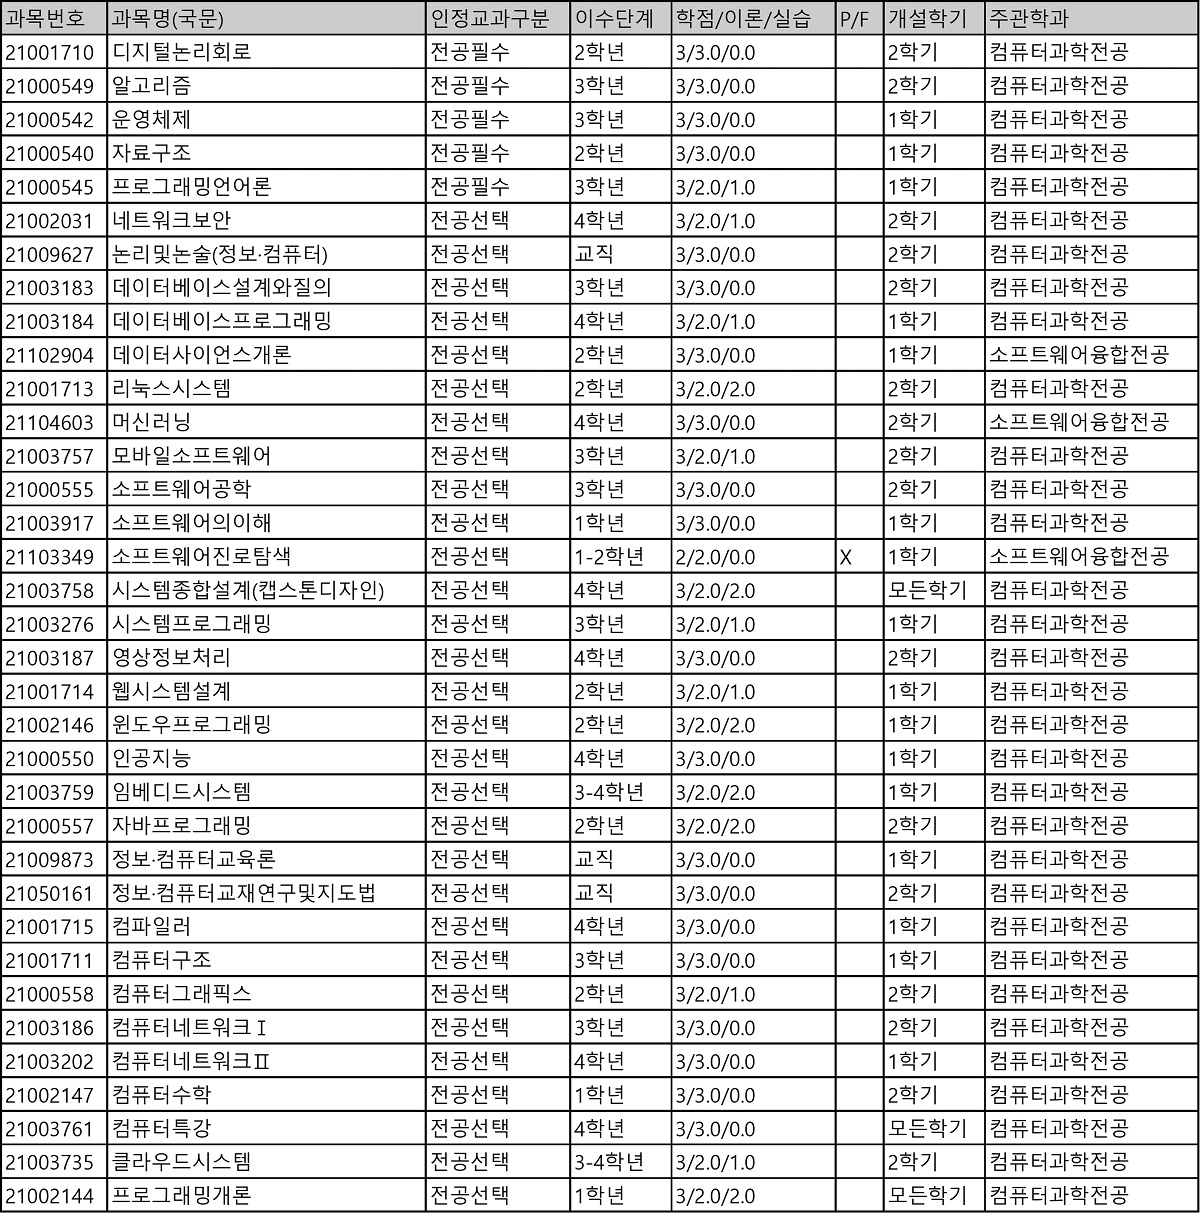 과목번호 과목명(국문) 인정교과구분 이수단계 학점/이론/실습 P/F 개설학기 주관학과
21001710 디지털논리회로 전공필수 2학년 3/3.0/0.0 2학기 컴퓨터과학전공
21000549 알고리즘 전공필수 3학년 3/3.0/0.0 2학기 컴퓨터과학전공
21000542 운영체제 전공필수 3학년 3/3.0/0.0 1학기 컴퓨터과학전공
21000540 자료구조 전공필수 2학년 3/3.0/0.0 1학기 컴퓨터과학전공
21000545 프로그래밍언어론 전공필수 3학년 3/2.0/1.0 1학기 컴퓨터과학전공
21002031 네트워크보안 전공선택 4학년 3/2.0/1.0 2학기 컴퓨터과학전공
21009627 논리및논술(정보·컴퓨터) 전공선택 교직 3/3.0/0.0 2학기 컴퓨터과학전공
21003183 데이터베이스설계와질의 전공선택 3학년 3/3.0/0.0 2학기 컴퓨터과학전공
21003184 데이터베이스프로그래밍 전공선택 4학년 3/2.0/1.0 1학기 컴퓨터과학전공
21102904 데이터사이언스개론 전공선택 2학년 3/3.0/0.0 1학기 소프트웨어융합전공
21001713 리눅스시스템 전공선택 2학년 3/2.0/2.0 2학기 컴퓨터과학전공
21104603 머신러닝 전공선택 4학년 3/3.0/0.0 2학기 소프트웨어융합전공
21003757 모바일소프트웨어 전공선택 3학년 3/2.0/1.0 2학기 컴퓨터과학전공
21000555 소프트웨어공학 전공선택 3학년 3/3.0/0.0 2학기 컴퓨터과학전공
21003917 소프트웨어의이해 전공선택 1학년 3/3.0/0.0 1학기 컴퓨터과학전공
21103349 소프트웨어진로탐색 전공선택 1-2학년 2/2.0/0.0 X 1학기 소프트웨어융합전공
21003758 시스템종합설계(캡스톤디자인) 전공선택 4학년 3/2.0/2.0 모든학기 컴퓨터과학전공
21003276 시스템프로그래밍 전공선택 3학년 3/2.0/1.0 1학기 컴퓨터과학전공
21003187 영상정보처리 전공선택 4학년 3/3.0/0.0 2학기 컴퓨터과학전공
21001714 웹시스템설계 전공선택 2학년 3/2.0/1.0 1학기 컴퓨터과학전공
21002146 윈도우프로그래밍 전공선택 2학년 3/2.0/2.0 1학기 컴퓨터과학전공
21000550 인공지능 전공선택 4학년 3/3.0/0.0 1학기 컴퓨터과학전공
21003759 임베디드시스템 전공선택 3-4학년 3/2.0/2.0 1학기 컴퓨터과학전공
21000557 자바프로그래밍 전공선택 2학년 3/2.0/2.0 2학기 컴퓨터과학전공
21009873 정보·컴퓨터교육론 전공선택 교직 3/3.0/0.0 1학기 컴퓨터과학전공
21050161 정보·컴퓨터교재연구및지도법 전공선택 교직 3/3.0/0.0 2학기 컴퓨터과학전공
21001715 컴파일러 전공선택 4학년 3/3.0/0.0 1학기 컴퓨터과학전공
21001711 컴퓨터구조 전공선택 3학년 3/3.0/0.0 1학기 컴퓨터과학전공
21000558 컴퓨터그래픽스 전공선택 2학년 3/2.0/1.0 2학기 컴퓨터과학전공
21003186 컴퓨터네트워크Ⅰ 전공선택 3학년 3/3.0/0.0 2학기 컴퓨터과학전공
21003202 컴퓨터네트워크Ⅱ 전공선택 4학년 3/3.0/0.0 1학기 컴퓨터과학전공
21002147 컴퓨터수학 전공선택 1학년 3/3.0/0.0 2학기 컴퓨터과학전공
21003761 컴퓨터특강 전공선택 4학년 3/3.0/0.0 모든학기 컴퓨터과학전공
21003735 클라우드시스템 전공선택 3-4학년 3/2.0/1.0 2학기 컴퓨터과학전공
21002144 프로그래밍개론 전공선택 1학년 3/2.0/2.0 모든학기 컴퓨터과학전공